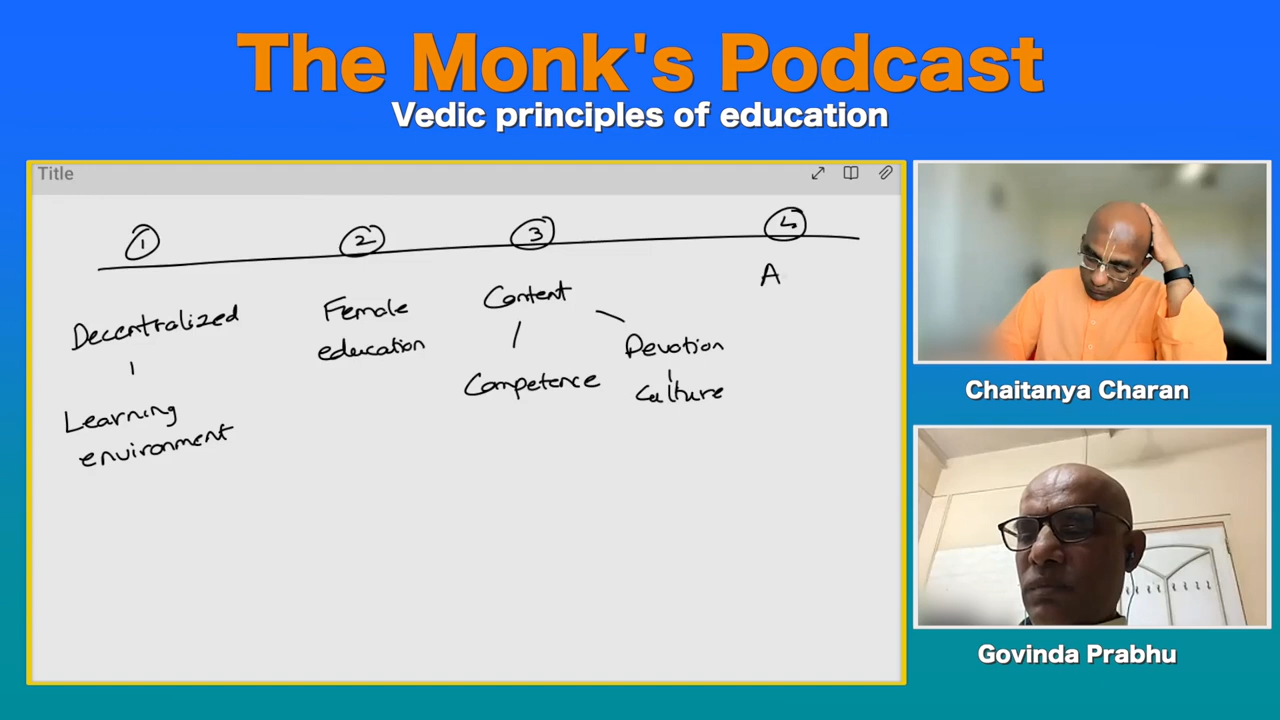 The Monk's Podcast
Vedic principles of education
Title
1 2 3 4
Decentralized
Learning
environment
Female
education
Content
Competence
Devotion
Culture
A
Chaitanya Charan
Govinda Prabhu